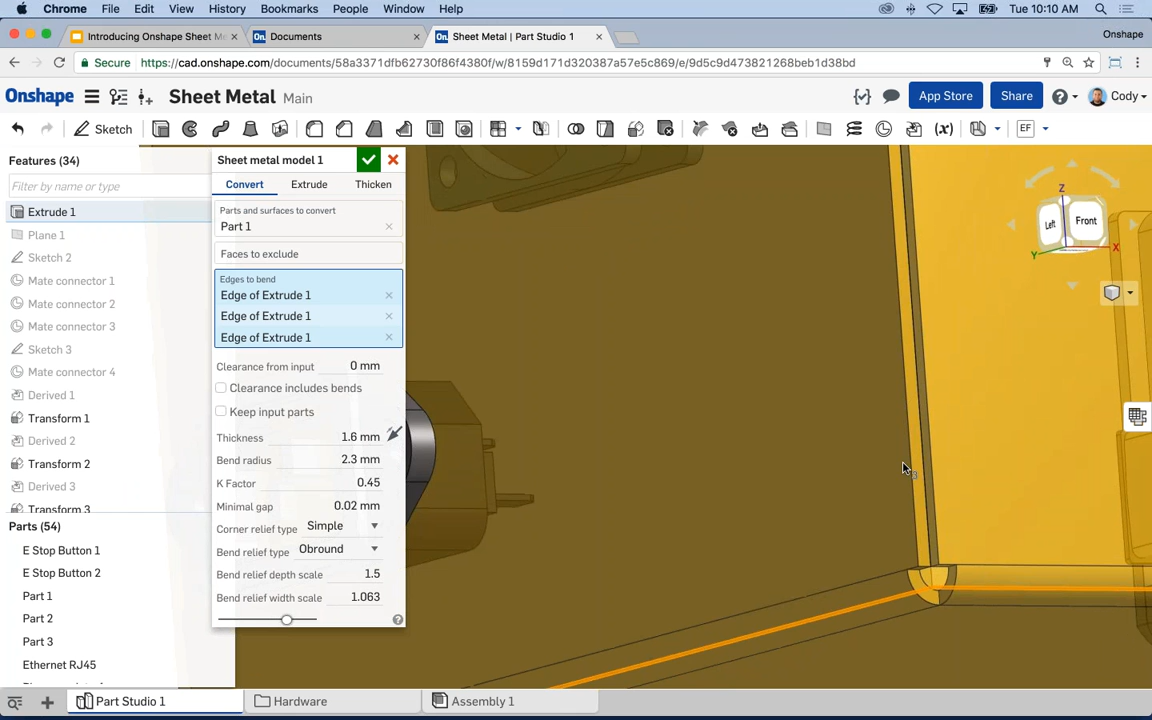 Chrome File Edit View History Bookmarks People Window Help Tue 10:10 AM
Introducing Onshape Sheet Me Documents Sheet Metal | Part Studio 1 Onshape
Secure https://cad.onshape.com/documents/58a3371dfb62730f86f4380f/w/8159d171d320387a57e5c869/e/9d5c9d473821268beb1d38bd
Onshape Sheet Metal Main App Store Share Cody
Sketch (x) EF
Features (34)
Filter by name or type
Extrude 1
Plane 1
Sketch 2
Mate connector 1
Mate connector 2
Mate connector 3
Sketch 3
Mate connector 4
Derived 1
Transform 1
Derived 2
Transform 2
Derived 3
Transform 3
Parts (54)
E Stop Button 1
E Stop Button 2
Part 1
Part 2
Part 3
Ethernet RJ45
Sheet metal model 1
Convert Extrude Thicken
Parts and surfaces to convert
Part 1
Faces to exclude
Edges to bend
Edge of Extrude 1
Edge of Extrude 1
Edge of Extrude 1
Clearance from input 0 mm
Clearance includes bends
Keep input parts
Thickness 1.6 mm
Bend radius 2.3 mm
K Factor 0.45
Minimal gap 0.02 mm
Corner relief type Simple
Bend relief type Obround
Bend relief depth scale 1.5
Bend relief width scale 1.063
Z
Left Front
X
Y
Part Studio 1 Hardware Assembly 1